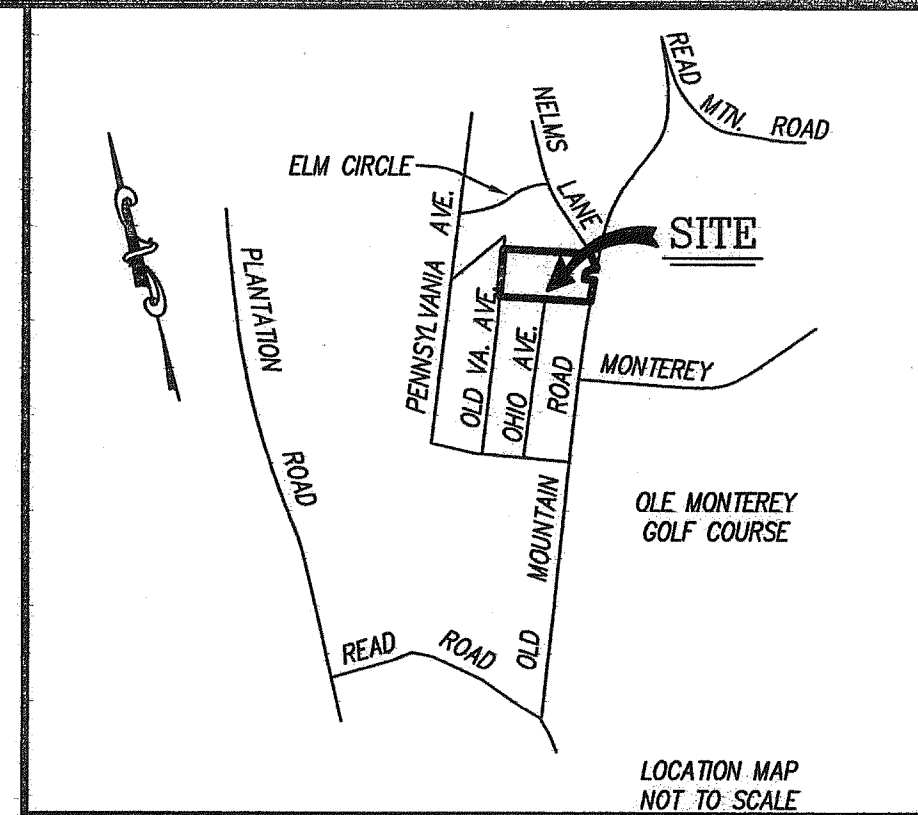 READ
MTN.
ROAD
NELMS
LANE
ELM CIRCLE
SITE
PLANTATION
ROAD
PENNSYLVANIA AVE.
OLD VA. AVE.
OHIO AVE.
OLD MOUNTAIN ROAD
MONTEREY
OLE MONTEREY
GOLF COURSE
READ ROAD
LOCATION MAP
NOT TO SCALE